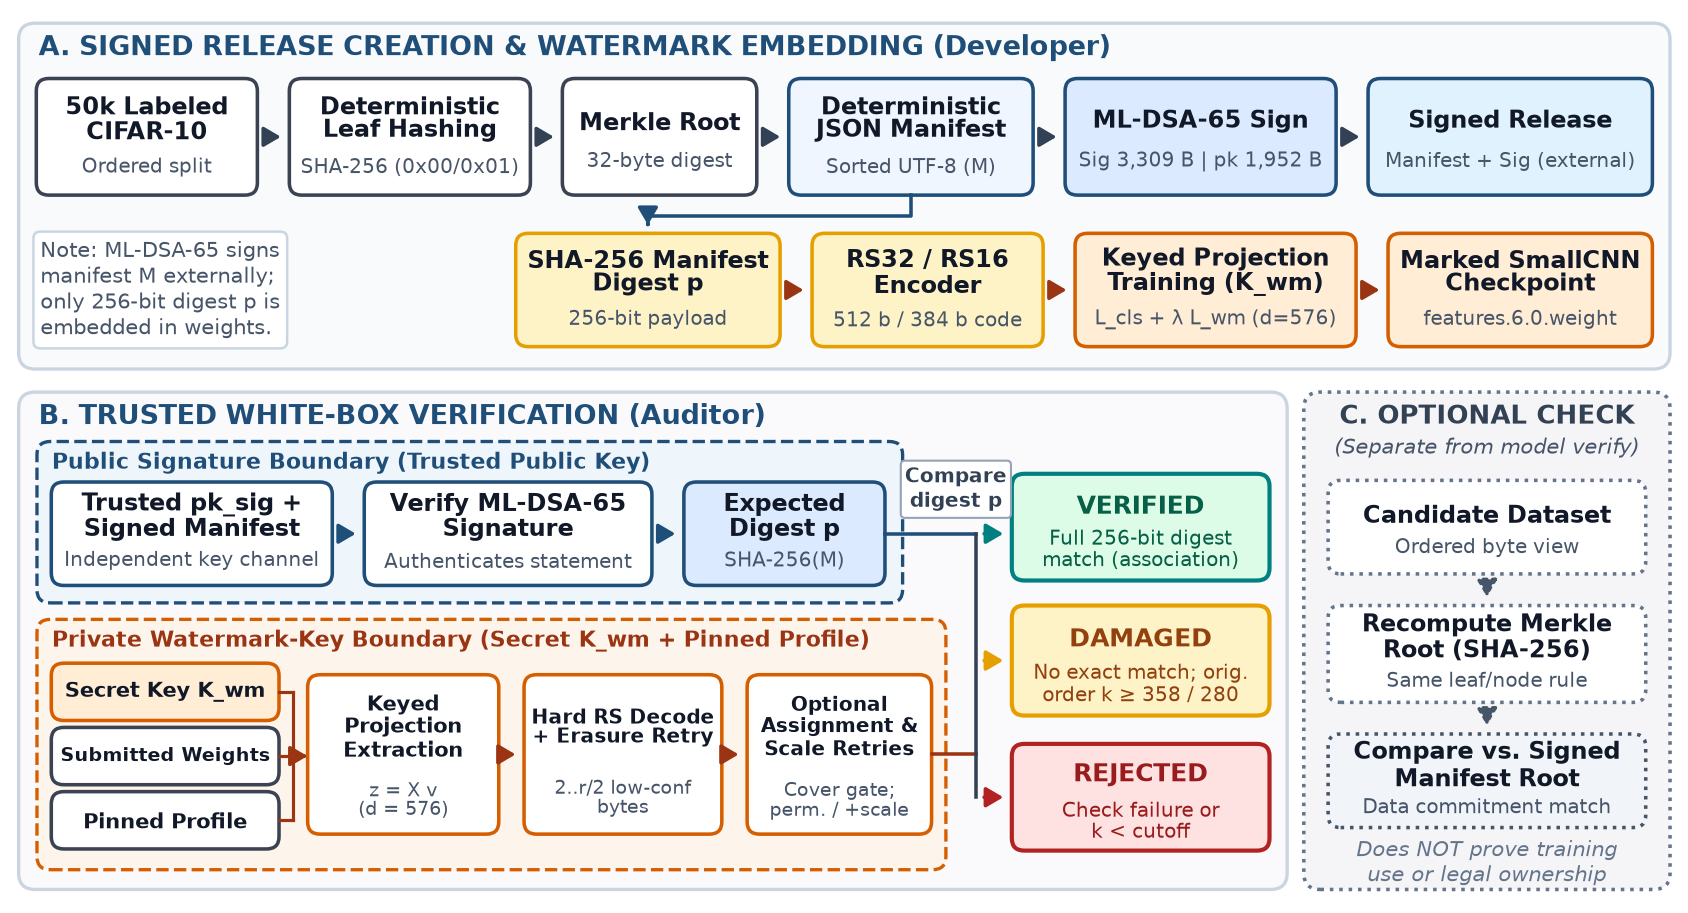 A. SIGNED RELEASE CREATION & WATERMARK EMBEDDING (Developer)
50k Labeled
CIFAR-10
Ordered split
Deterministic
Leaf Hashing
SHA-256 (0x00/0x01)
Merkle Root
32-byte digest
Deterministic
JSON Manifest
Sorted UTF-8 (M)
ML-DSA-65 Sign
Sig 3,309 B | pk 1,952 B
Signed Release
Manifest + Sig (external)
Note: ML-DSA-65 signs
manifest M externally;
only 256-bit digest p is
embedded in weights.
SHA-256 Manifest
Digest p
256-bit payload
RS32 / RS16
Encoder
512 b / 384 b code
Keyed Projection
Training (K_wm)
L_cls + λ L_wm (d=576)
Marked SmallCNN
Checkpoint
features.6.0.weight
B. TRUSTED WHITE-BOX VERIFICATION (Auditor)
Public Signature Boundary (Trusted Public Key)
Trusted pk_sig +
Signed Manifest
Independent key channel
Verify ML-DSA-65
Signature
Authenticates statement
Expected
Digest p
SHA-256(M)
Compare
digest p
Private Watermark-Key Boundary (Secret K_wm + Pinned Profile)
Secret Key K_wm
Submitted Weights
Pinned Profile
Keyed
Projection
Extraction
z = X v
(d = 576)
Hard RS Decode
+ Erasure Retry
2..r/2 low-conf
bytes
Optional
Assignment &
Scale Retries
Cover gate;
perm. / +scale
VERIFIED
Full 256-bit digest
match (association)
DAMAGED
No exact match; orig.
order k ≥ 358 / 280
REJECTED
Check failure or
k < cutoff
C. OPTIONAL CHECK
(Separate from model verify)
Candidate Dataset
Ordered byte view
Recompute Merkle
Root (SHA-256)
Same leaf/node rule
Compare vs. Signed
Manifest Root
Data commitment match
Does NOT prove training
use or legal ownership